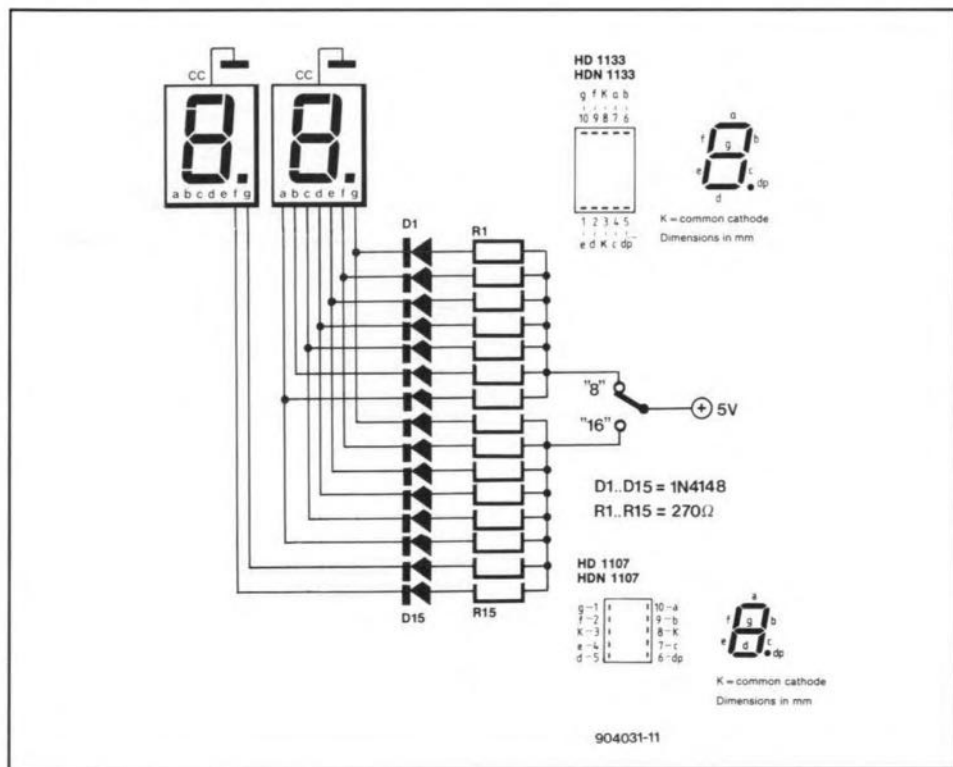 CC
CC
a b c d e f g
a b c d e f g
D1
R1
D15
R15
"8"
"16"
+ 5V
D1..D15 = 1N4148
R1..R15 = 270Ω
HD 1133
HDN 1133
g f K a b
10 9 8 7 6
1 2 3 4 5
e d K c dp
a
f b
g
e c
dp
d
K = common cathode
Dimensions in mm
HD 1107
HDN 1107
g-1 10-a
f-2 9-b
K-3 8-K
e-4 7-c
d-5 6-dp
a
f g b
e d c
dp
K = common cathode
Dimensions in mm
904031-11